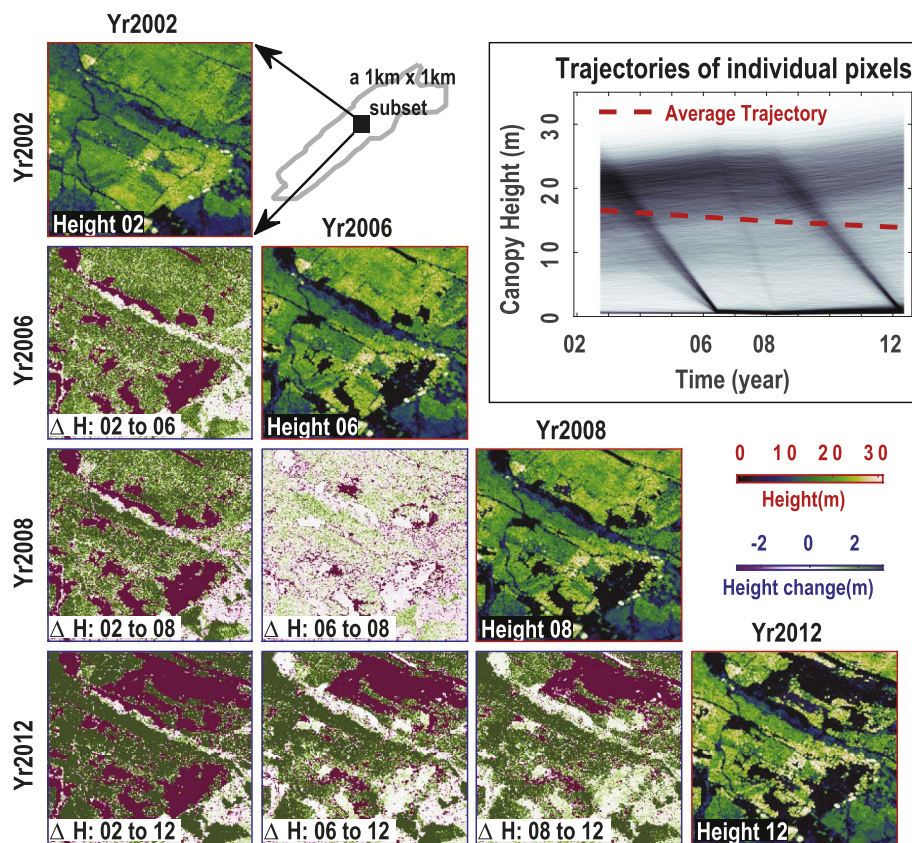 Yr2002
Yr2002
Height 02
a 1km x 1km
subset
Trajectories of individual pixels
Average Trajectory
Canopy Height (m)
30
20
10
0
02 06 08 12
Time (year)
Yr2006
Yr2006
Δ H: 02 to 06
Height 06
Yr2008
Yr2008
Δ H: 02 to 08
Δ H: 06 to 08
Height 08
0 10 20 30
Height(m)
-2 0 2
Height change(m)
Yr2012
Yr2012
Δ H: 02 to 12
Δ H: 06 to 12
Δ H: 08 to 12
Height 12